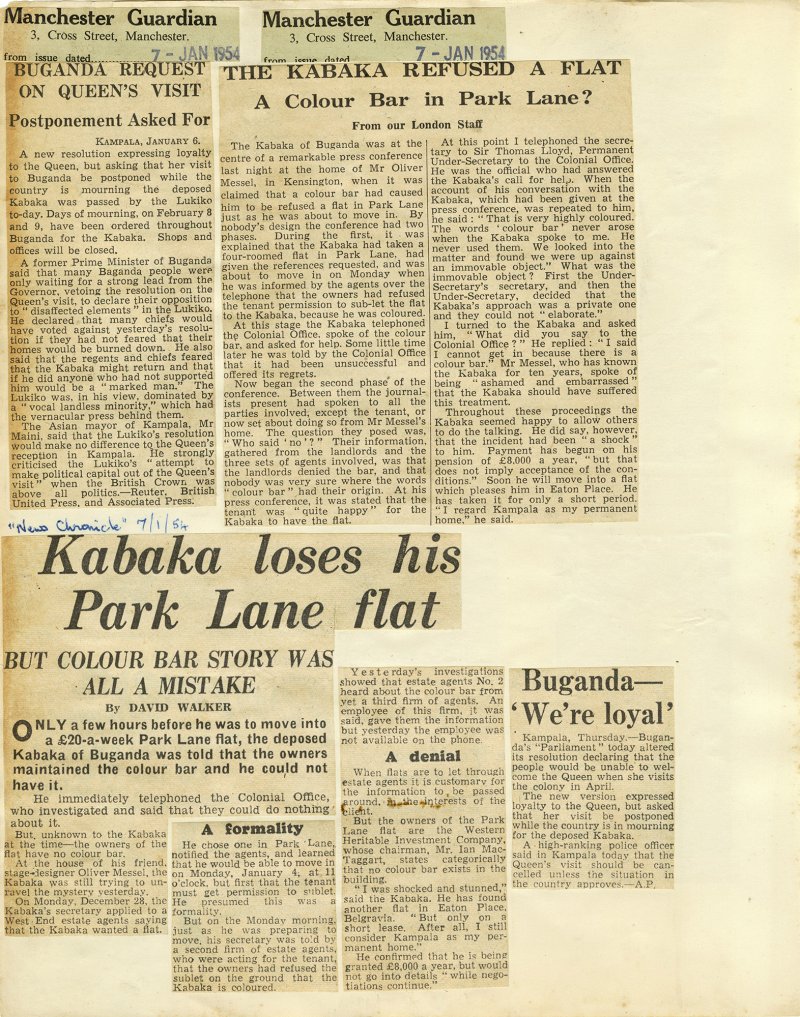 Manchester Guardian
3, Cross Street, Manchester.
from issue dated 7 - JAN 1954
BUGANDA REQUEST
ON QUEEN'S VISIT
Postponement Asked For
KAMPALA, JANUARY 6.
A new resolution expressing loyalty
to the Queen, but asking that her visit
to Buganda be postponed while the
country is mourning the deposed
Kabaka was passed by the Lukiko
to-day. Days of mourning, on February 8
and 9, have been ordered throughout
Buganda for the Kabaka. Shops and
offices will be closed.
A former Prime Minister of Buganda
said that many Baganda people were
only waiting for a strong lead from the
Governor, vetoing the resolution on the
Queen's visit, to declare their opposition
to "disaffected elements" in the Lukiko.
He declared that many chiefs would
have voted against yesterday's resolu-
tion if they had not feared that their
homes would be burned down. He also
said that the regents and chiefs feared
that the Kabaka might return and that
if he did anyone who had not supported
him would be a "marked man." The
Lukiko was, in his view, dominated by
a "vocal landless minority," which had
the vernacular press behind them.
The Asian mayor of Kampala, Mr
Maini, said that the Lukiko's resolution
would make no difference to the Queen's
reception in Kampala. He strongly
criticised the Lukiko's "attempt to
make political capital out of the Queen's
visit" when the British Crown was
above all politics.—Reuter, British
United Press, and Associated Press.
Manchester Guardian
3, Cross Street, Manchester.
from issue dated 7 - JAN 1954
THE KABAKA REFUSED A FLAT
A Colour Bar in Park Lane?
From our London Staff
The Kabaka of Buganda was at the
centre of a remarkable press conference
last night at the home of Mr Oliver
Messel, in Kensington, when it was
claimed that a colour bar had caused
him to be refused a flat in Park Lane
just as he was about to move in. By
nobody's design the conference had two
phases. During the first, it was
explained that the Kabaka had taken a
four-roomed flat in Park Lane, had
given the references requested, and was
about to move in on Monday when
he was informed by the agents over the
telephone that the owners had refused
the tenant permission to sub-let the flat
to the Kabaka, because he was coloured.
At this stage the Kabaka telephoned
the Colonial Office, spoke of the colour
bar, and asked for help. Some little time
later he was told by the Colonial Office
that it had been unsuccessful and
offered its regrets.
Now began the second phase of the
conference. Between them the journal-
ists present had spoken to all the
parties involved, except the tenant, or
now set about doing so from Mr Messel's
home. The question they posed was,
"Who said 'no'?" Their information,
gathered from the landlords and the
three sets of agents involved, was that
the landlords denied the bar, and that
nobody was very sure where the words
"colour bar" had their origin. At his
press conference, it was stated that the
tenant was "quite happy" for the
Kabaka to have the flat.
At this point I telephoned the secre-
tary to Sir Thomas Lloyd, Permanent
Under-Secretary to the Colonial Office.
He was the official who had answered
the Kabaka's call for help. When the
account of his conversation with the
Kabaka, which had been given at the
press conference, was repeated to him,
he said: "That is very highly coloured.
The words 'colour bar' never arose
when the Kabaka spoke to me. He
never used them. We looked into the
matter and found we were up against
an immovable object." What was the
immovable object? First the Under-
Secretary's secretary, and then the
Under-Secretary, decided that the
Kabaka's approach was a private one
and they could not "elaborate."
I turned to the Kabaka and asked
him, "What did you say to the
Colonial Office?" He replied: "I said
I cannot get in because there is a
colour bar." Mr Messel, who has known
the Kabaka for ten years, spoke of
being "ashamed and embarrassed"
that the Kabaka should have suffered
this treatment.
Throughout these proceedings the
Kabaka seemed happy to allow others
to do the talking. He did say, however,
that the incident had been "a shock"
to him. Payment has begun on his
pension of £8,000 a year, "but that
does not imply acceptance of the con-
ditions." Soon he will move into a flat
which pleases him in Eaton Place. He
has taken it for only a short period.
"I regard Kampala as my permanent
home," he said.
"News Chronicle" 7/1/54
Kabaka loses his
Park Lane flat
BUT COLOUR BAR STORY WAS
ALL A MISTAKE
By DAVID WALKER
ONLY a few hours before he was to move into
a £20-a-week Park Lane flat, the deposed
Kabaka of Buganda was told that the owners
maintained the colour bar and he could not
have it.
He immediately telephoned the Colonial Office,
who investigated and said that they could do nothing
about it.
But, unknown to the Kabaka
at the time—the owners of the
flat have no colour bar.
At the house of his friend,
stage-designer Oliver Messel, the
Kabaka was still trying to un-
ravel the mystery yesterday.
On Monday, December 28, the
Kabaka's secretary applied to a
West End estate agents saying
that the Kabaka wanted a flat.
A formality
He chose one in Park Lane,
notified the agents, and learned
that he would be able to move in
on Monday, January 4, at 11
o'clock, but first that the tenant
must get permission to sublet.
He presumed this was a
formality.
But on the Monday morning,
just as he was preparing to
move, his secretary was told by
a second firm of estate agents,
who were acting for the tenant,
that the owners had refused the
sublet on the ground that the
Kabaka is coloured.
Yesterday's investigations
showed that estate agents No. 2
heard about the colour bar from
yet a third firm of agents. An
employee of this firm, it was
said, gave them the information
but yesterday the employee was
not available on the phone.
A denial
When flats are to let through
estate agents it is customary for
the information to be passed
around, in the interests of the
client.
But the owners of the Park
Lane flat are the Western
Heritable Investment Company,
whose chairman, Mr. Ian Mac-
Taggart, states categorically
that no colour bar exists in the
building.
"I was shocked and stunned,"
said the Kabaka. He has found
another flat in Eaton Place,
Belgravia. "But only on a
short lease. After all, I still
consider Kampala as my per-
manent home."
He confirmed that he is being
granted £8,000 a year, but would
not go into details "while nego-
tiations continue."
Buganda—
'We're loyal'
Kampala, Thursday.—Bugan-
da's "Parliament" today altered
its resolution declaring that the
people would be unable to wel-
come the Queen when she visits
the colony in April.
The new version expressed
loyalty to the Queen, but asked
that her visit be postponed
while the country is in mourning
for the deposed Kabaka.
A high-ranking police officer
said in Kampala today that the
Queen's visit should be can-
celled unless the situation in
the country approves.—A.P.